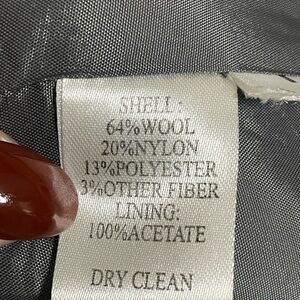 SHELL:
64%WOOL
20%NYLON
13%POLYESTER
3%OTHER FIBER
LINING:
100%ACETATE
DRY CLEAN